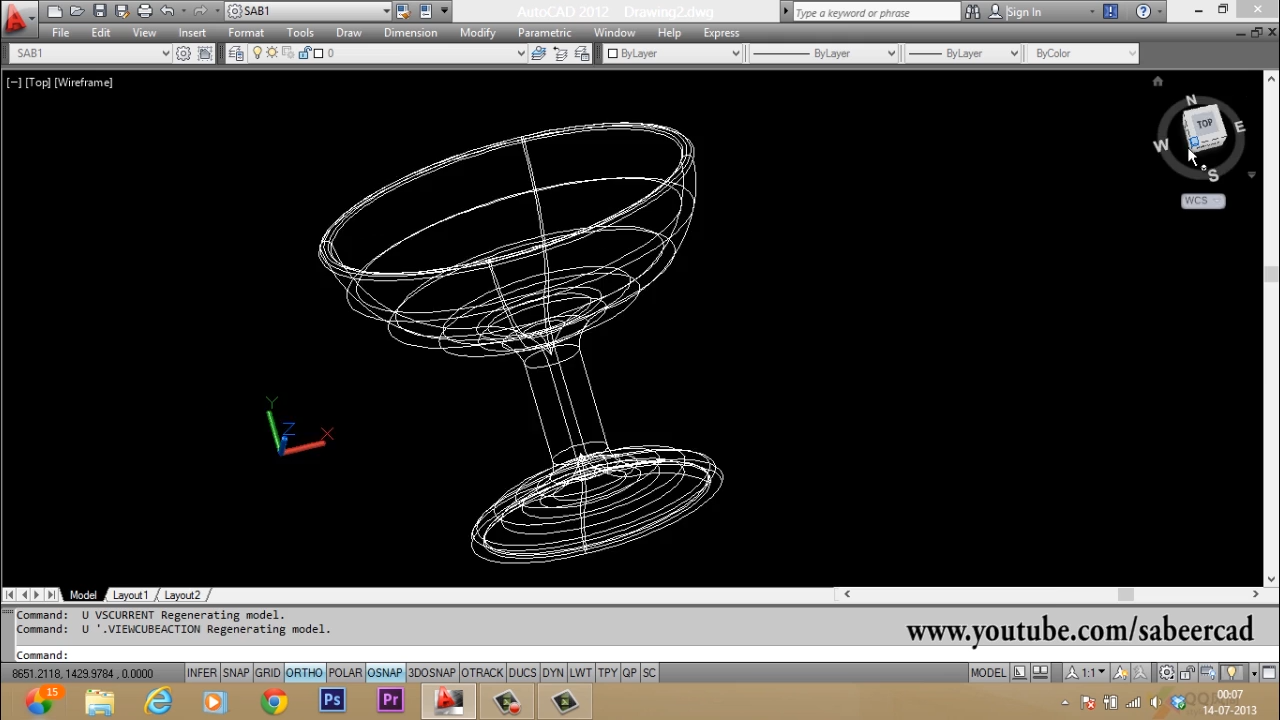 SAB1
AutoCAD 2012 Drawing2.dwg
Type a keyword or phrase
Sign In
File Edit View Insert Format Tools Draw Dimension Modify Parametric Window Help Express
SAB1
0
ByLayer
ByLayer
ByLayer
ByColor
[−] [Top] [Wireframe]
N
TOP
E
W
S
WCS
Y
Z
X
Model Layout1 Layout2
Command: U VSCURRENT Regenerating model.
Command: U '.VIEWCUBEACTION Regenerating model.
www.youtube.com/sabeercad
Command:
8651.2118, 1429.9784 , 0.0000
INFER SNAP GRID ORTHO POLAR OSNAP 3DOSNAP OTRACK DUCS DYN LWT TPY QP SC
MODEL
1:1
15
Ps
Pr
00:07
14-07-2013